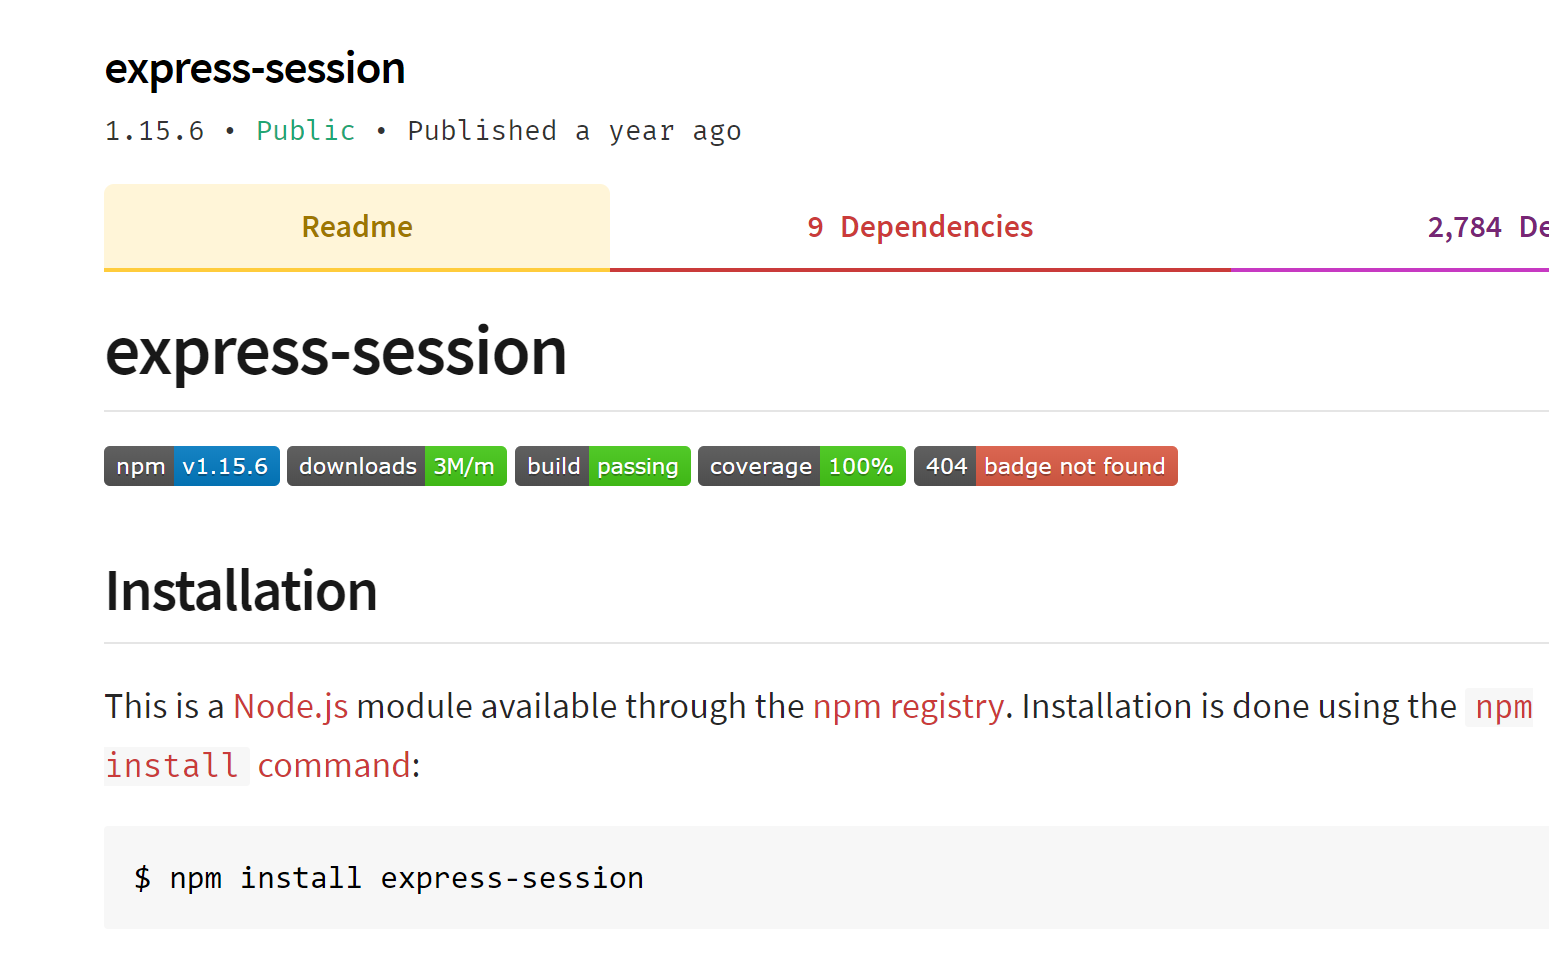 express-session
1.15.6 • Public • Published a year ago
Readme 9 Dependencies 2,784
express-session
npm v1.15.6 downloads 3M/m build passing coverage 100% 404 badge not found
Installation
This is a Node.js module available through the npm registry. Installation is done using the npm
install command:
$ npm install express-session